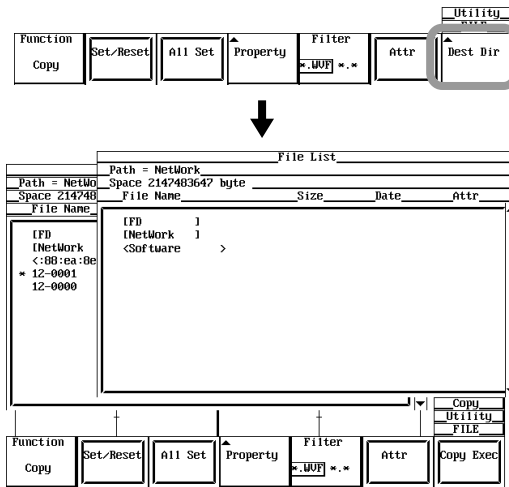 Utility
FILE
Function
Copy
Set/Reset
All Set
Property
Filter
*.WVF *.*
Attr
Dest Dir
File List
Path = NetWork
Space 2147483647 byte
File Name Size Date Attr
[FD ]
[NetWork ]
<Software >
Path = NetWo
Space 214748
File Name
[FD
[NetWork
<:88:ea:8e
* 12-0001
12-0000
Copy
Utility
FILE
Function
Copy
Set/Reset
All Set
Property
Filter
*.WVF *.*
Attr
Copy Exec